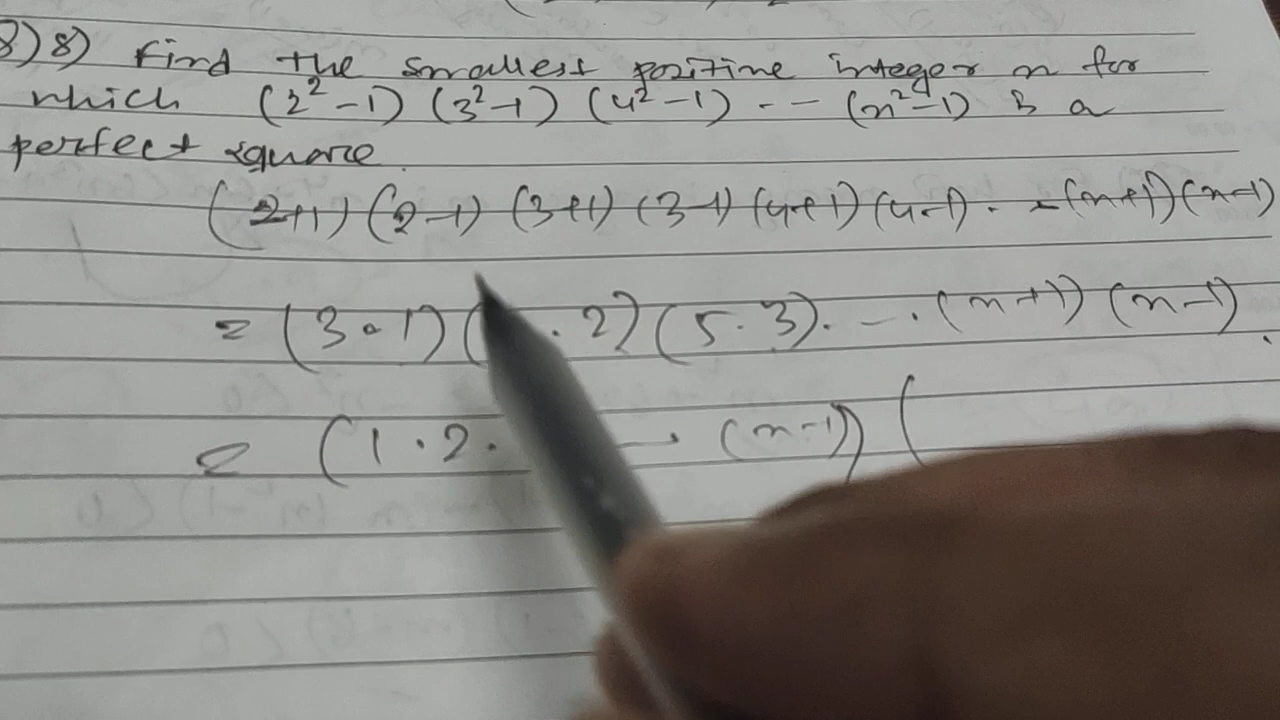 8) 8) Find the smallest positive integer n for
which (2² -1) (3²-1) (4²-1) -- (n²-1) is a
perfect square.
(2+1) (2-1) (3+1) (3-1) (4+1) (4-1) . - (n+1) (n-1)
= (3·1) ( .2) (5.3). -. (n+1) (n-1)
= (1.2. (n-1)) (